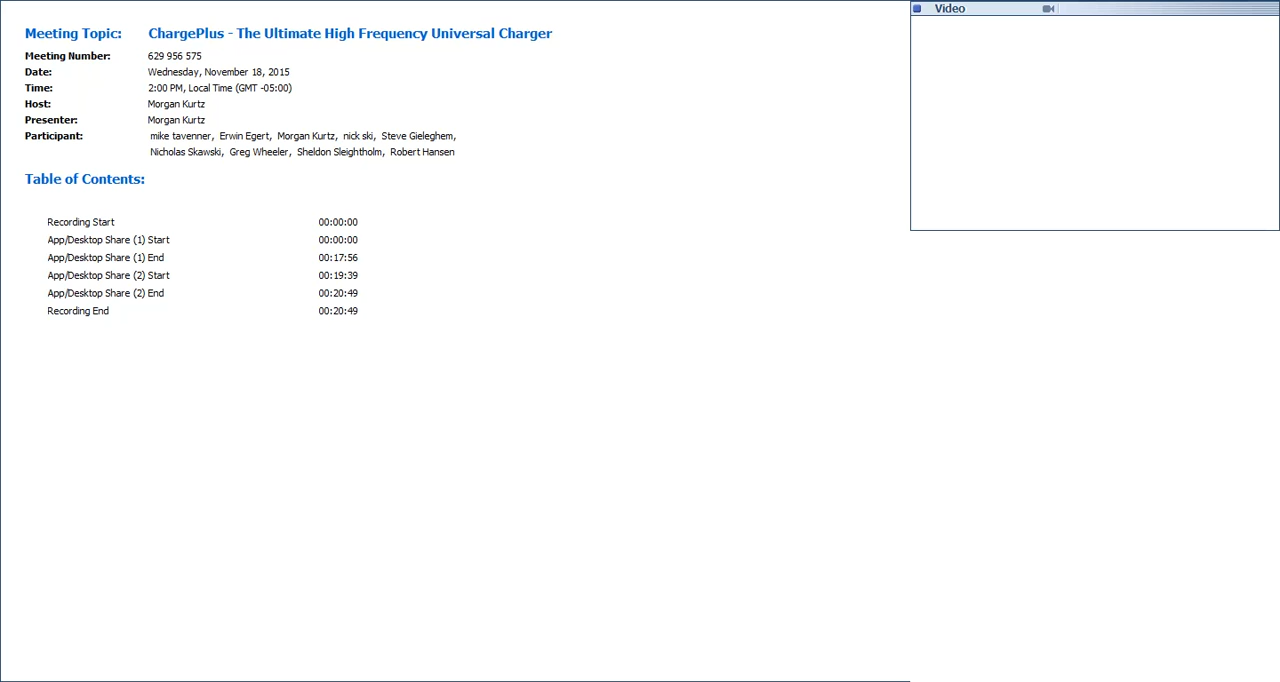 Video
Meeting Topic: ChargePlus - The Ultimate High Frequency Universal Charger
Meeting Number: 629 956 575
Date: Wednesday, November 18, 2015
Time: 2:00 PM, Local Time (GMT -05:00)
Host: Morgan Kurtz
Presenter: Morgan Kurtz
Participant: mike tavenner, Erwin Egert, Morgan Kurtz, nick ski, Steve Gieleghem,
Nicholas Skawski, Greg Wheeler, Sheldon Sleightholm, Robert Hansen
Table of Contents:
Recording Start 00:00:00
App/Desktop Share (1) Start 00:00:00
App/Desktop Share (1) End 00:17:56
App/Desktop Share (2) Start 00:19:39
App/Desktop Share (2) End 00:20:49
Recording End 00:20:49